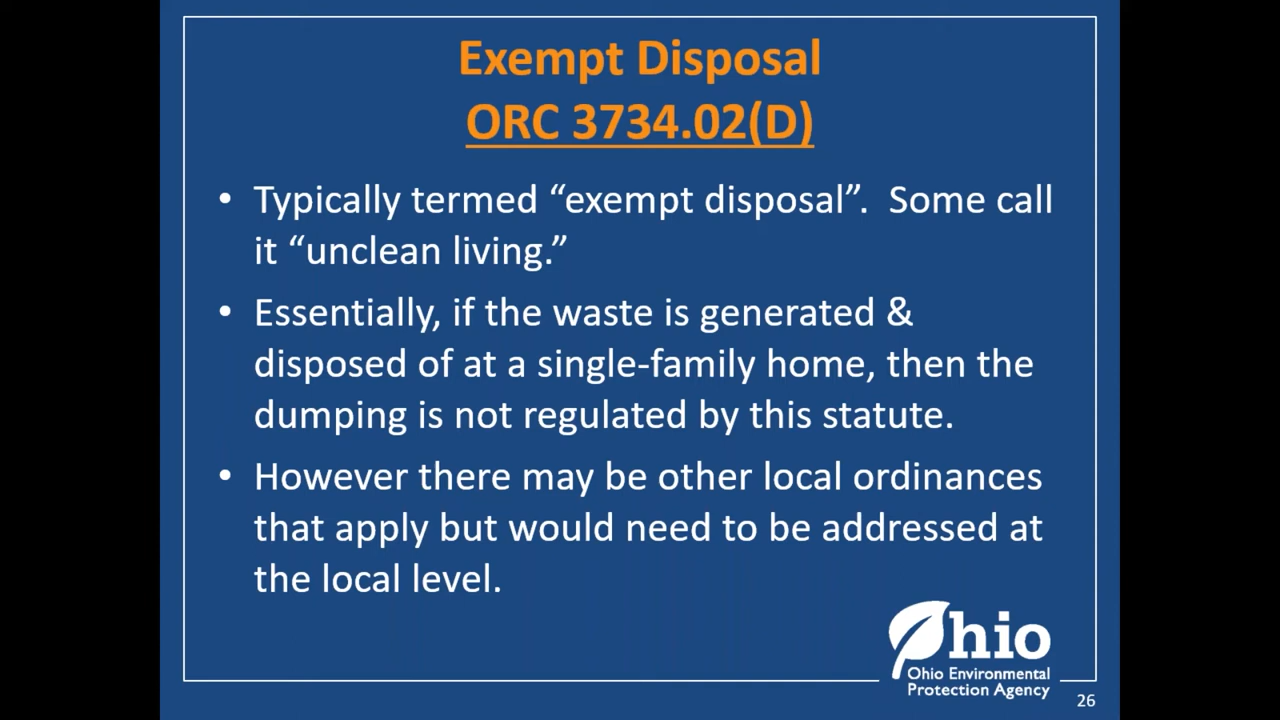 Exempt Disposal
ORC 3734.02(D)
• Typically termed “exempt disposal”.  Some call
it “unclean living.”
• Essentially, if the waste is generated &
disposed of at a single-family home, then the
dumping is not regulated by this statute.
• However there may be other local ordinances
that apply but would need to be addressed at
the local level.
Ohio
Ohio Environmental
Protection Agency
26